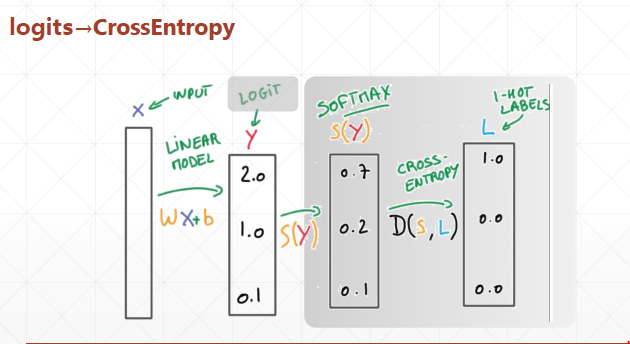 logits→CrossEntropy
X
INPUT
LOGIT
Y
LINEAR
MODEL
WX+b
2.0
1.0
0.1
S(Y)
SOFTMAX
S(Y)
0.7
0.2
0.1
CROSS-
ENTROPY
D(S, L)
1-HOT
LABELS
L
1.0
0.0
0.0